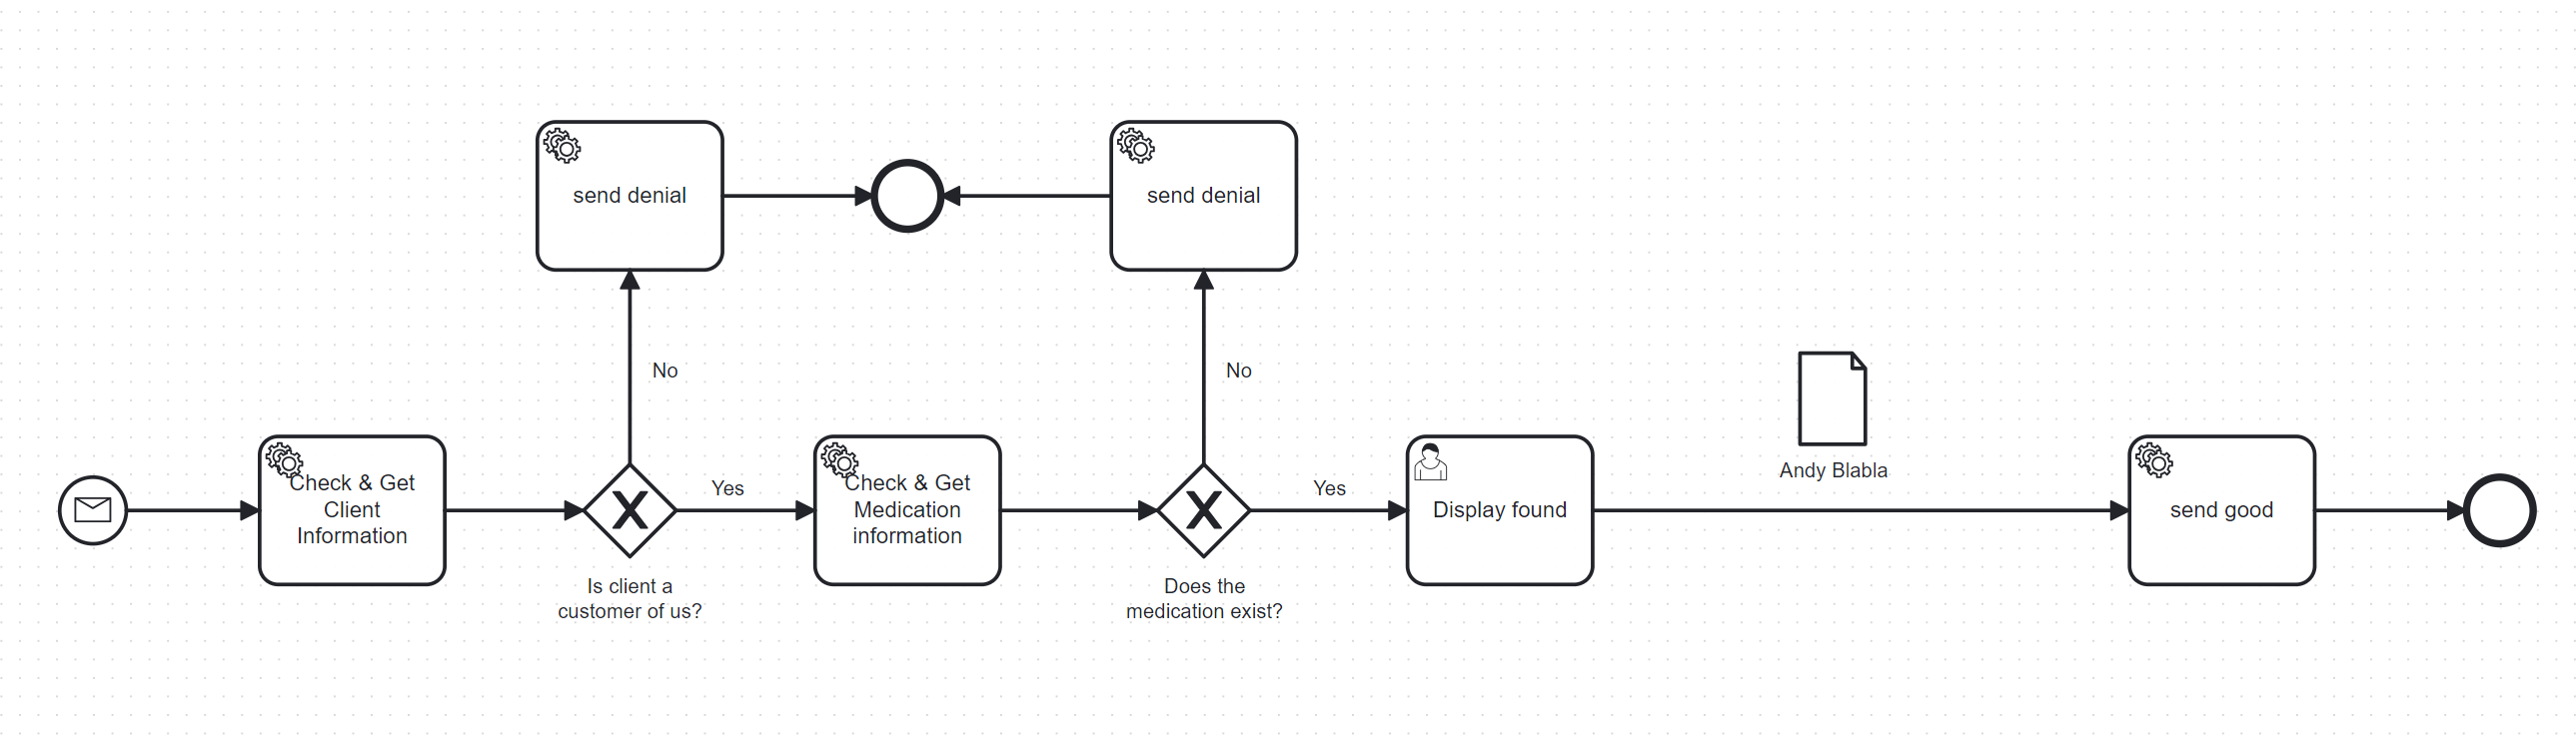 send denial
send denial
No
No
Check & Get
Client
Information
Is client a
customer of us?
Yes
Check & Get
Medication
information
Does the
medication exist?
Yes
Display found
Andy Blabla
send good